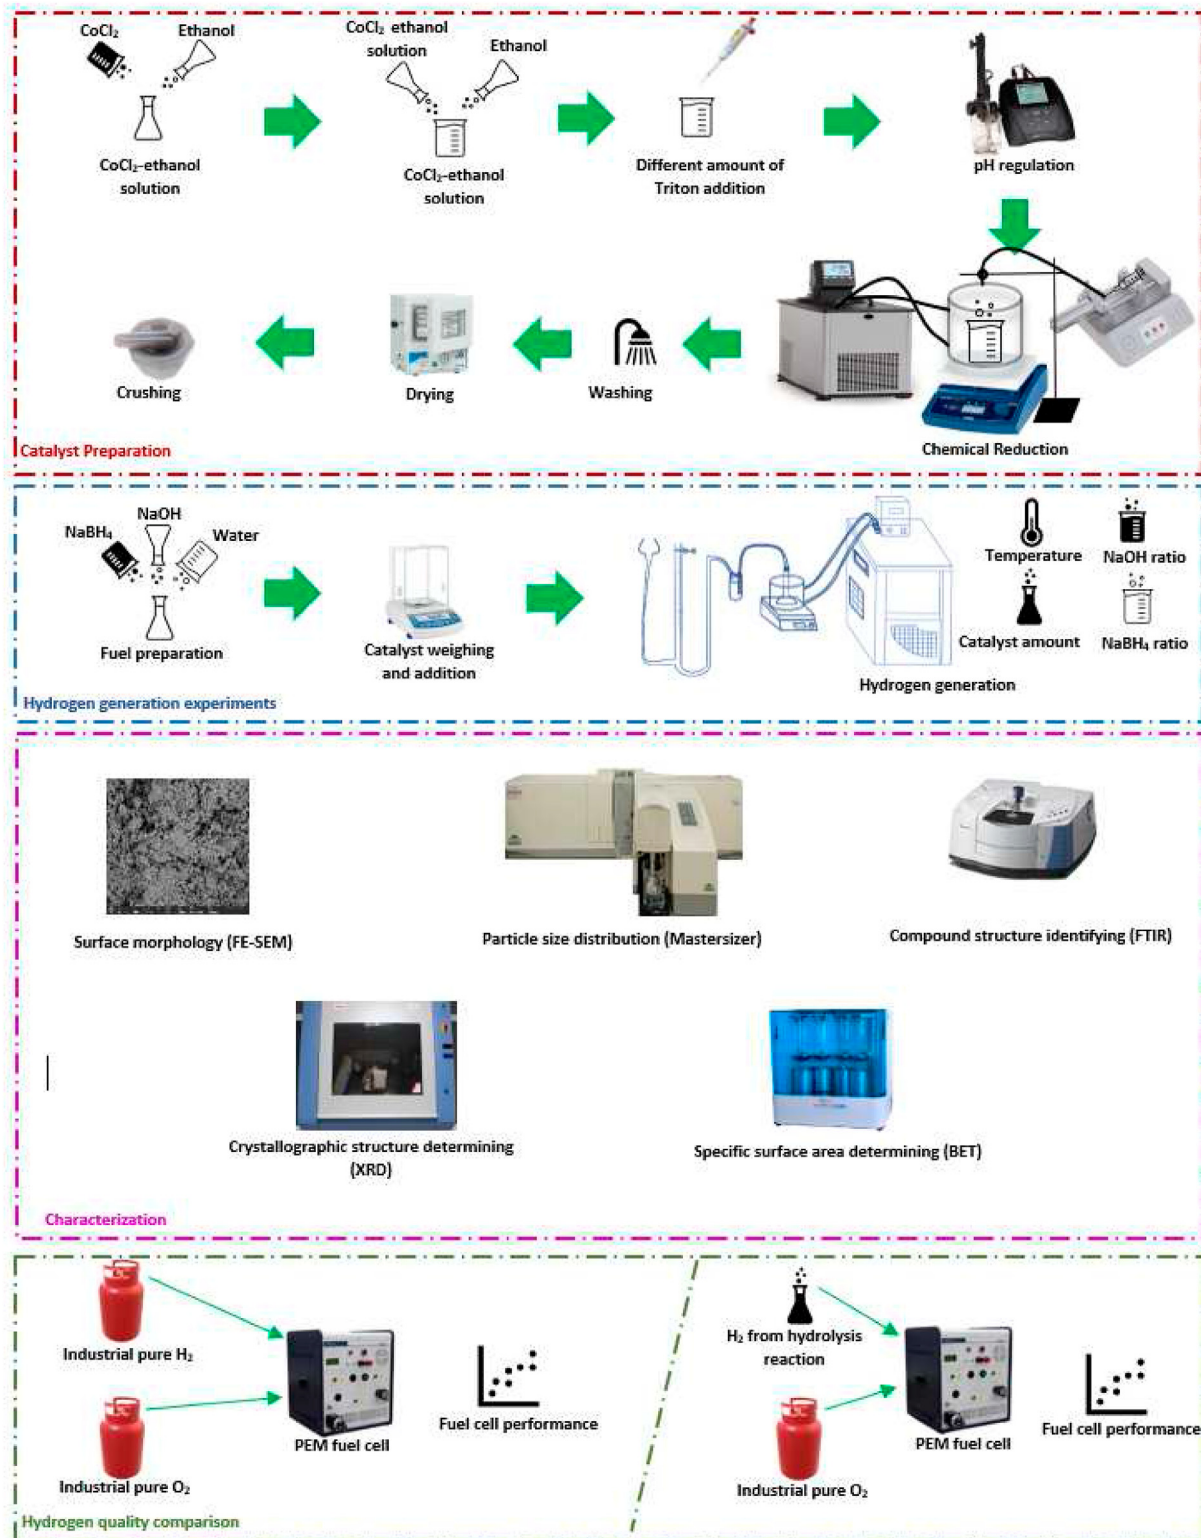 CoCl₂
Ethanol
CoCl₂-ethanol
solution
CoCl₂ ethanol
solution
Ethanol
CoCl₂-ethanol
solution
Different amount of
Triton addition
pH regulation
Crushing
Drying
Washing
Chemical Reduction
Catalyst Preparation
NaBH₄
NaOH
Water
Fuel preparation
Catalyst weighing
and addition
Hydrogen generation
Temperature
NaOH ratio
Catalyst amount
NaBH₄ ratio
Hydrogen generation experiments
Surface morphology (FE-SEM)
Particle size distribution (Mastersizer)
Compound structure identifying (FTIR)
Crystallographic structure determining
(XRD)
Specific surface area determining (BET)
Characterization
Industrial pure H₂
Industrial pure O₂
PEM fuel cell
Fuel cell performance
H₂ from hydrolysis
reaction
Industrial pure O₂
PEM fuel cell
Fuel cell performance
Hydrogen quality comparison